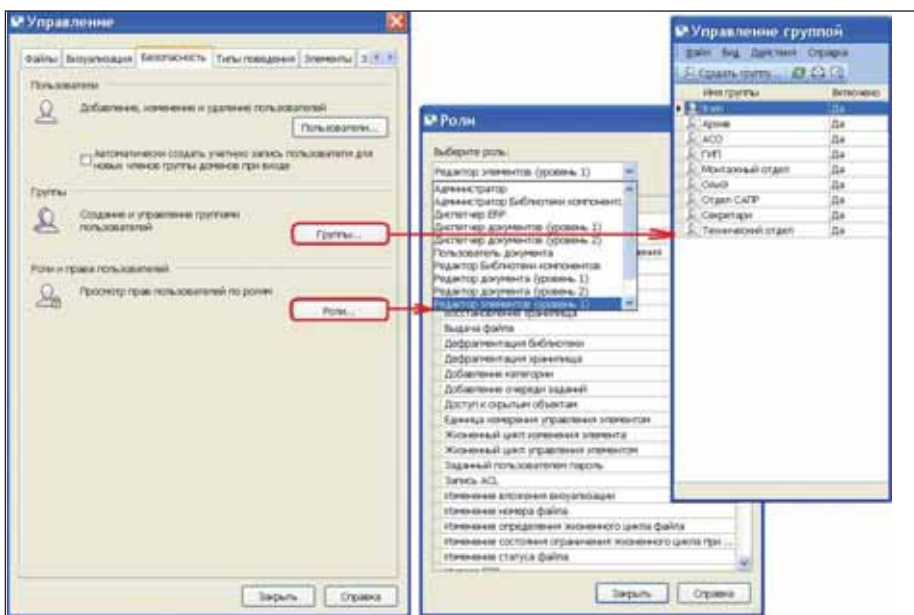 Управление
Файлы Визуализация Безопасность Типы поведения Элементы З
Пользователи
Добавление, изменение и удаление пользователей
Пользователи...
Автоматически создать учетную запись пользователя для
новых членов группы доменов при входе
Группы
Создание и управление группами
пользователей
Группы...
Роли и права пользователей
Просмотр прав пользователей по ролям
Роли...
Закрыть Справка
Роли
Выберите роль:
Редактор элементов (уровень 1)
Администратор
Администратор Библиотеки компонентс
Диспетчер ERP
Диспетчер документов (уровень 1)
Диспетчер документов (уровень 2)
Пользователь документа
Редактор Библиотеки компонентов
Редактор документа (уровень 1)
Редактор документа (уровень 2)
Редактор элементов (уровень 1)
Восстановление хранилища
Выдача файла
Дефрагментация библиотеки
Дефрагментация хранилища
Добавление категории
Добавление очереди заданий
Доступ к скрытым объектам
Единица измерения управления элементом
Жизненный цикл изменения элемента
Жизненный цикл управления элементом
Заданный пользователем пароль
Запись ACL
Изменение вложения визуализации
Изменение номера файла
Изменение определения жизненного цикла файла
Изменение состояния ограничения жизненного цикла при ...
Изменение статуса файла
Закрыть Справка
Управление группой
Файл Вид Действия Справка
Создать группу...
Имя группы Включено
Да
Архив Да
АСО Да
ГИП Да
Монтажный отдел Да
Да
Отдел САПР Да
Секретари Да
Технический отдел Да